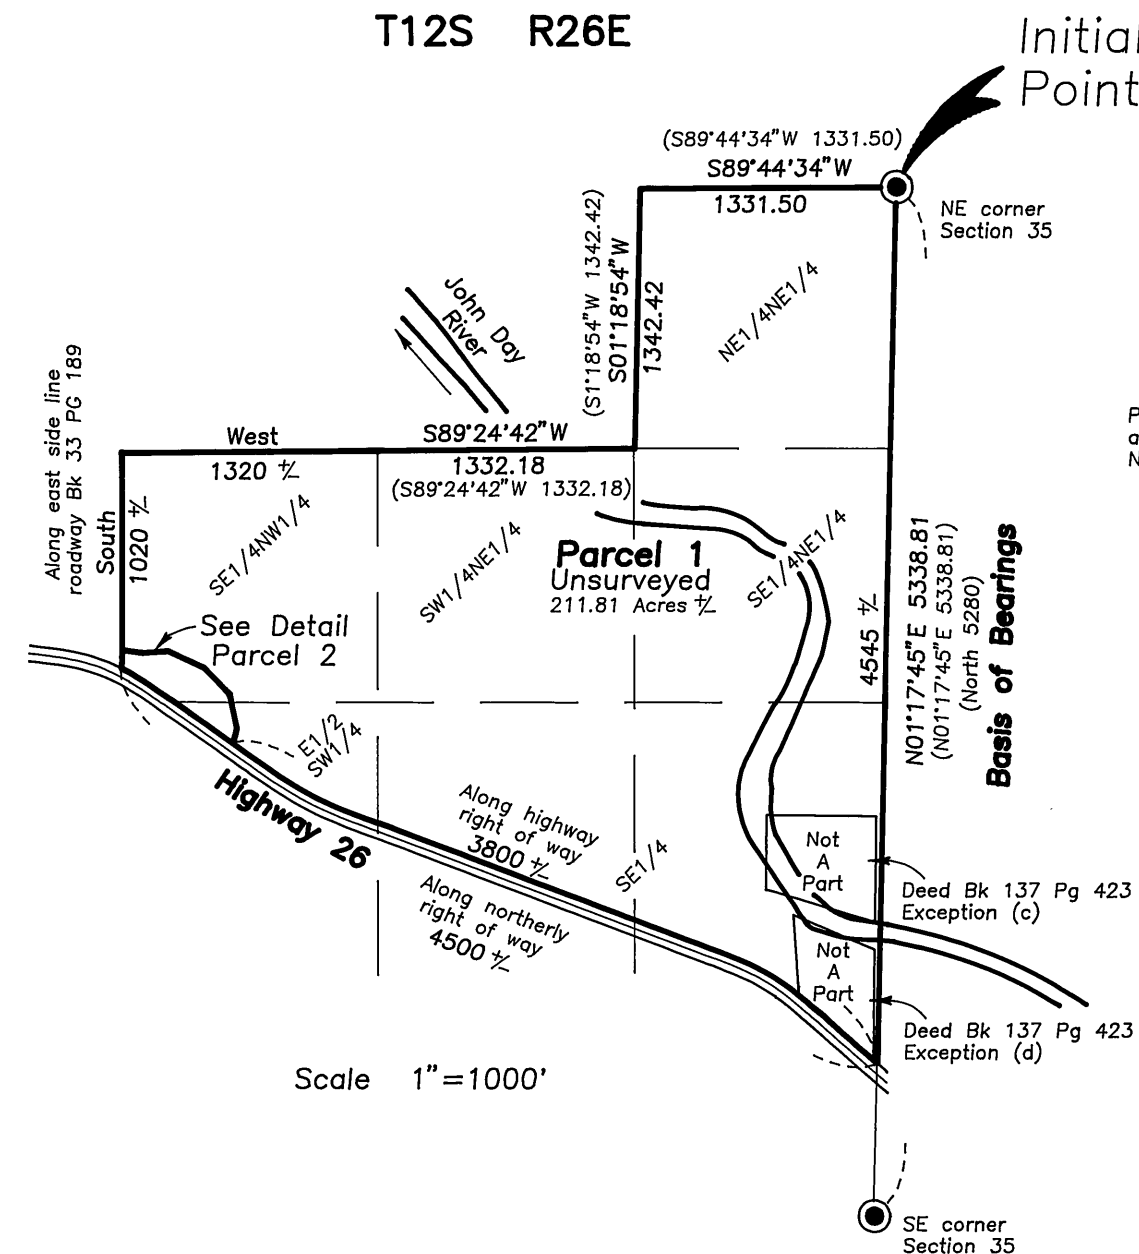 T12S R26E
Initial
Point
(S89°44'34"W 1331.50)
S89°44'34"W
1331.50
NE corner
Section 35
(S1°18'54"W 1342.42)
S01°18'54"W
1342.42
NE1/4NE1/4
John Day
River
Along east side line
roadway Bk 33 PG 189
South
1020 +/-
West
1320 +/-
S89°24'42"W
1332.18
(S89°24'42"W 1332.18)
SE1/4NW1/4
SW1/4NE1/4
Parcel 1
Unsurveyed
211.81 Acres +/-
SE1/4NE1/4
See Detail
Parcel 2
4545 +/-
N01°17'45"E 5338.81
(N01°17'45"E 5338.81)
(North 5280)
Basis of Bearings
E1/2
SW1/4
Highway 26
Along highway
right of way
3800 +/-
SE1/4
Along northerly
right of way
4500 +/-
Not
A
Part
Deed Bk 137 Pg 423
Exception (c)
Not
A
Part
Deed Bk 137 Pg 423
Exception (d)
Scale 1"=1000'
SE corner
Section 35